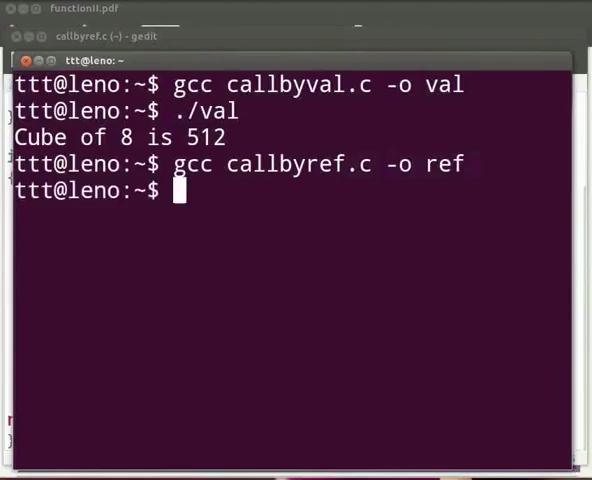 functionII.pdf
callbyref.c (~) - gedit
ttt@leno: ~
ttt@leno:~$ gcc callbyval.c -o val
ttt@leno:~$ ./val
Cube of 8 is 512
ttt@leno:~$ gcc callbyref.c -o ref
ttt@leno:~$